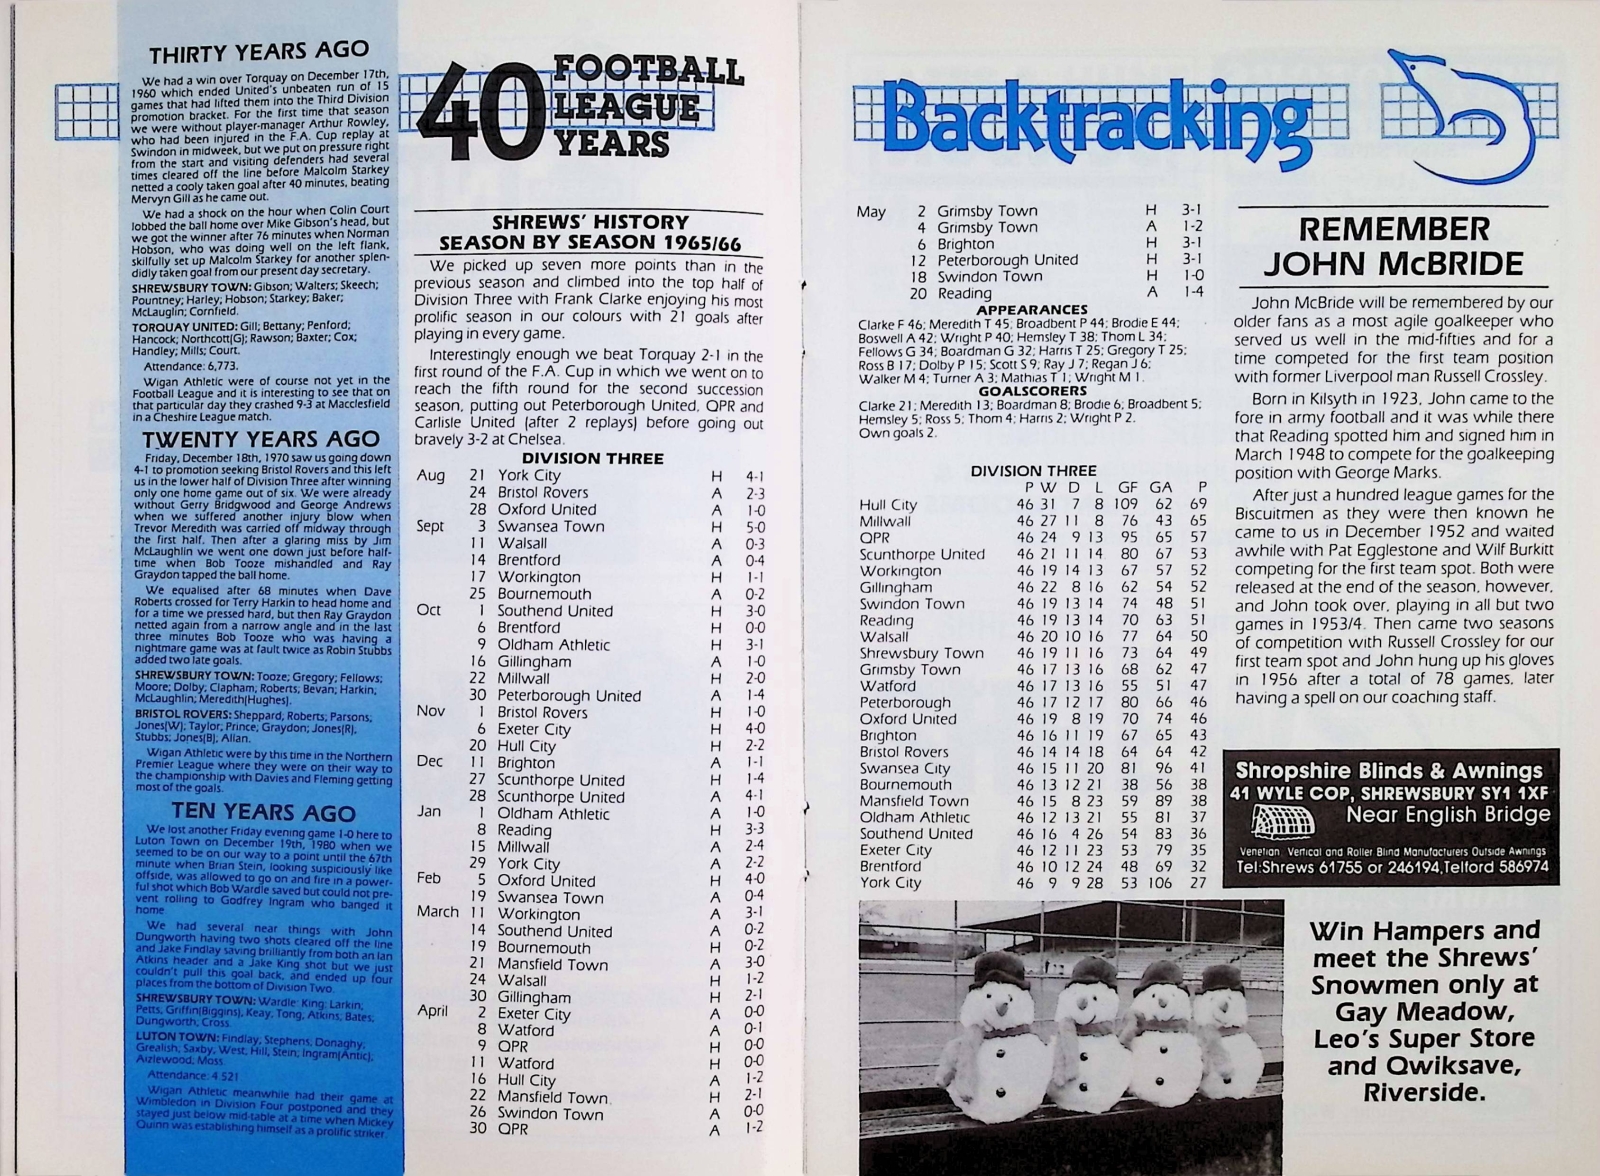 THIRTY YEARS AGO
We had a win over Torquay on December 17th,
1960 which ended United's unbeaten run of 15
games that had lifted them into the Third Division
promotion bracket. For the first time that season
we were without player-manager Arthur Rowley,
who had been injured in the F.A. Cup replay at
Swindon in midweek, but we put on pressure right
from the start and visiting defenders had several
times cleared off the line before Malcolm Starkey
netted a cooly taken goal after 40 minutes, beating
Mervyn Gill as he came out.
We had a shock on the hour when Colin Court
lobbed the ball home over Mike Gibson's head, but
we got the winner after 76 minutes when Norman
Hobson, who was doing well on the left flank,
skilfully set up Malcolm Starkey for another splen-
didly taken goal from our present day secretary.
SHREWSBURY TOWN: Gibson; Walters; Skeech;
Pountney; Harley; Hobson; Starkey; Baker;
McLauglin; Cornfield.
TORQUAY UNITED: Gill; Bettany; Penford;
Hancock; Northcott(G); Rawson; Baxter; Cox;
Handley; Mills; Court.
Attendance: 6,773.
Wigan Athletic were of course not yet in the
Football League and it is interesting to see that on
that particular day they crashed 9-3 at Macclesfield
in a Cheshire League match.
TWENTY YEARS AGO
Friday, December 18th, 1970 saw us going down
4-1 to promotion seeking Bristol Rovers and this left
us in the lower half of Division Three after winning
only one home game out of six. We were already
without Gerry Bridgwood and George Andrews
when we suffered another injury blow when
Trevor Meredith was carried off midway through
the first half. Then after a glaring miss by Jim
McLaughlin we went one down just before half-
time when Bob Tooze mishandled and Ray
Graydon tapped the ball home.
We equalised after 68 minutes when Dave
Roberts crossed for Terry Harkin to head home and
for a time we pressed hard, but then Ray Graydon
netted again from a narrow angle and in the last
three minutes Bob Tooze who was having a
nightmare game was at fault twice as Robin Stubbs
added two late goals.
SHREWSBURY TOWN: Tooze; Gregory; Fellows;
Moore; Dolby, Clapham, Roberts; Bevan; Harkin,
McLaughlin; Meredith(Hughes).
BRISTOL ROVERS: Sheppard, Roberts; Parsons,
Jones(W); Taylor; Prince; Graydon; Jones(R),
Stubbs; Jones(B); Allan.
Wigan Athletic were by this time in the Northern
Premier League where they were on their way to
the championship with Davies and Fleming getting
most of the goals.
TEN YEARS AGO
We lost another Friday evening game 1-0 here to
Luton Town on December 19th, 1980 when we
seemed to be on our way to a point until the 67th
minute when Brian Stein, looking suspiciously like
offside, was allowed to go on and fire in a power-
ful shot which Bob Wardle saved but could not pre-
vent rolling to Godfrey Ingram who banged it
home.
We had several near things with John
Dungworth having two shots cleared off the line
and Jake Findlay saving brilliantly from both an Ian
Atkins header and a Jake King shot but we just
couldn't pull this goal back, and ended up four
places from the bottom of Division Two.
SHREWSBURY TOWN: Wardle; King; Larkin,
Petts, Griffin(Biggins), Keay, Tong, Atkins, Bates,
Dungworth, Cross.
LUTON TOWN: Findlay, Stephens, Donaghy,
Grealish, Saxby, West, Hill, Stein; Ingram(Antic),
Aizlewood, Moss.
Attendance: 4 521
Wigan Athletic meanwhile had their game at
Wimbledon in Division Four postponed and they
stayed just below mid-table at a time when Mickey
Quinn was establishing himself as a prolific striker.
40 FOOTBALL
LEAGUE
YEARS
SHREWS' HISTORY
SEASON BY SEASON 1965/66
We picked up seven more points than in the
previous season and climbed into the top half of
Division Three with Frank Clarke enjoying his most
prolific season in our colours with 21 goals after
playing in every game.
Interestingly enough we beat Torquay 2-1 in the
first round of the F.A. Cup in which we went on to
reach the fifth round for the second succession
season, putting out Peterborough United, QPR and
Carlisle United (after 2 replays) before going out
bravely 3-2 at Chelsea.
DIVISION THREE
Aug 21 York City H 4-1
24 Bristol Rovers A 2-3
28 Oxford United A 1-0
Sept 3 Swansea Town H 5-0
11 Walsall A 0-3
14 Brentford A 0-4
17 Workington H 1-1
25 Bournemouth A 0-2
Oct 1 Southend United H 3-0
6 Brentford H 0-0
9 Oldham Athletic H 3-1
16 Gillingham A 1-0
22 Millwall H 2-0
30 Peterborough United A 1-4
Nov 1 Bristol Rovers H 1-0
6 Exeter City H 4-0
20 Hull City H 2-2
Dec 11 Brighton A 1-1
27 Scunthorpe United H 1-4
28 Scunthorpe United A 4-1
Jan 1 Oldham Athletic A 1-0
8 Reading H 3-3
15 Millwall A 2-4
29 York City A 2-2
Feb 5 Oxford United H 4-0
19 Swansea Town A 0-4
March 11 Workington A 3-1
14 Southend United A 0-2
19 Bournemouth H 0-2
21 Mansfield Town A 3-0
24 Walsall H 1-2
30 Gillingham H 2-1
April 2 Exeter City A 0-0
8 Watford A 0-1
9 QPR H 0-0
11 Watford H 0-0
16 Hull City A 1-2
22 Mansfield Town H 2-1
26 Swindon Town A 0-0
30 QPR A 1-2
Backtracking
May 2 Grimsby Town H 3-1
4 Grimsby Town A 1-2
6 Brighton H 3-1
12 Peterborough United H 3-1
18 Swindon Town H 1-0
20 Reading A 1-4
APPEARANCES
Clarke F 46; Meredith T 45; Broadbent P 44; Brodie E 44;
Boswell A 42; Wright P 40; Hemsley T 38; Thom L 34;
Fellows G 34; Boardman G 32; Harris T 25; Gregory T 25;
Ross B 17; Dolby P 15; Scott S 9; Ray J 7; Regan J 6;
Walker M 4; Turner A 3; Mathias T 1; Wright M 1.
GOALSCORERS
Clarke 21; Meredith 13; Boardman 8; Brodie 6; Broadbent 5;
Hemsley 5; Ross 5; Thom 4; Harris 2; Wright P 2.
Own goals 2.
DIVISION THREE
P W D L GF GA P
Hull City 46 31 7 8 109 62 69
Millwall 46 27 11 8 76 43 65
QPR 46 24 9 13 95 65 57
Scunthorpe United 46 21 11 14 80 67 53
Workington 46 19 14 13 67 57 52
Gillingham 46 22 8 16 62 54 52
Swindon Town 46 19 13 14 74 48 51
Reading 46 19 13 14 70 63 51
Walsall 46 20 10 16 77 64 50
Shrewsbury Town 46 19 11 16 73 64 49
Grimsby Town 46 17 13 16 68 62 47
Watford 46 17 13 16 55 51 47
Peterborough 46 17 12 17 80 66 46
Oxford United 46 19 8 19 70 74 46
Brighton 46 16 11 19 67 65 43
Bristol Rovers 46 14 14 18 64 64 42
Swansea City 46 15 11 20 81 96 41
Bournemouth 46 13 12 21 38 56 38
Mansfield Town 46 15 8 23 59 89 38
Oldham Athletic 46 12 13 21 55 81 37
Southend United 46 16 4 26 54 83 36
Exeter City 46 12 11 23 53 79 35
Brentford 46 10 12 24 48 69 32
York City 46 9 9 28 53 106 27
REMEMBER
JOHN McBRIDE
John McBride will be remembered by our
older fans as a most agile goalkeeper who
served us well in the mid-fifties and for a
time competed for the first team position
with former Liverpool man Russell Crossley.
Born in Kilsyth in 1923, John came to the
fore in army football and it was while there
that Reading spotted him and signed him in
March 1948 to compete for the goalkeeping
position with George Marks.
After just a hundred league games for the
Biscuitmen as they were then known he
came to us in December 1952 and waited
awhile with Pat Egglestone and Wilf Burkitt
competing for the first team spot. Both were
released at the end of the season, however,
and John took over, playing in all but two
games in 1953/4. Then came two seasons
of competition with Russell Crossley for our
first team spot and John hung up his gloves
in 1956 after a total of 78 games, later
having a spell on our coaching staff.
Shropshire Blinds & Awnings
41 WYLE COP, SHREWSBURY SY1 1XF
Near English Bridge
Venetian Vertical and Roller Blind Manufacturers Outside Awnings
Tel:Shrews 61755 or 246194,Telford 586974
Win Hampers and
meet the Shrews'
Snowmen only at
Gay Meadow,
Leo's Super Store
and Qwiksave,
Riverside.